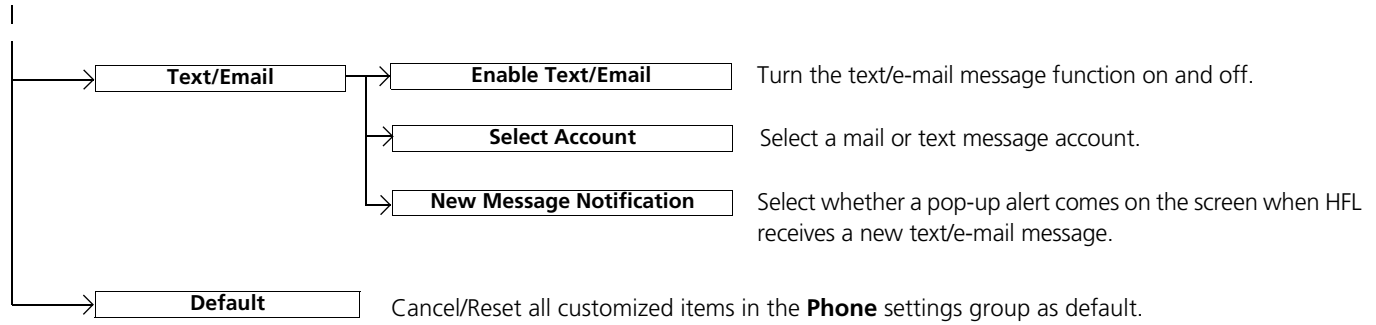 Text/Email
Enable Text/Email
Turn the text/e-mail message function on and off.
Select Account
Select a mail or text message account.
New Message Notification
Select whether a pop-up alert comes on the screen when HFL
receives a new text/e-mail message.
Default
Cancel/Reset all customized items in the Phone settings group as default.